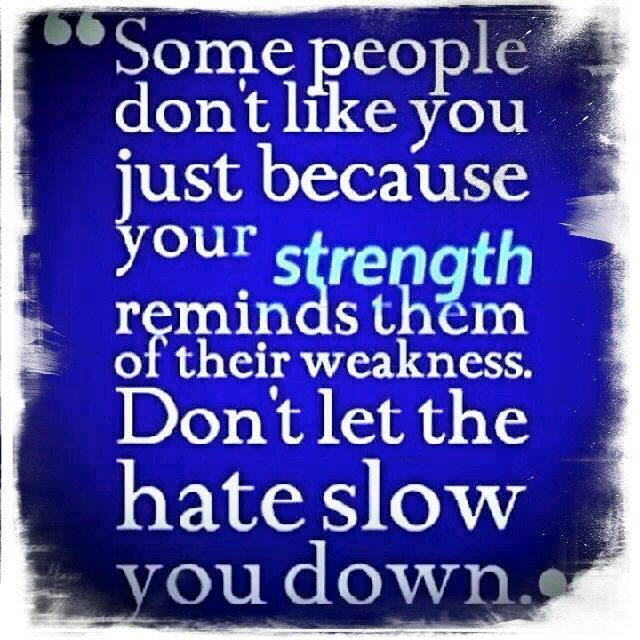 “Some people
don't like you
just because
your strength
reminds them
of their weakness.
Don't let the
hate slow
you down.